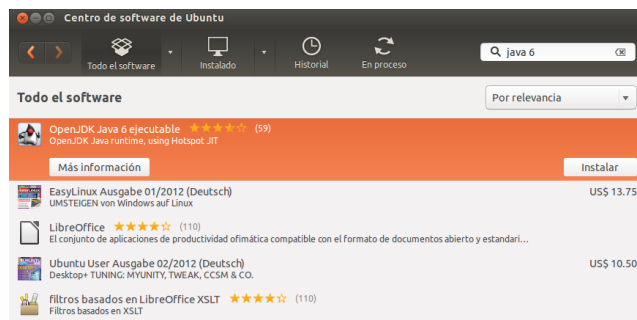 Centro de software de Ubuntu
Todo el software
Instalado
Historial
En proceso
java 6
Todo el software
Por relevancia
OpenJDK Java 6 ejecutable (59)
OpenJDK Java runtime, using Hotspot JIT
Más información
Instalar
EasyLinux Ausgabe 01/2012 (Deutsch) US$ 13.75
UMSTEIGEN von Windows auf Linux
LibreOffice (110)
El conjunto de aplicaciones de productividad ofimática compatible con el formato de documentos abierto y estandari...
Ubuntu User Ausgabe 02/2012 (Deutsch) US$ 10.50
Desktop+ TUNING: MYUNITY, TWEAK, CCSM & CO.
filtros basados en LibreOffice XSLT (110)
Filtros basados en XSLT